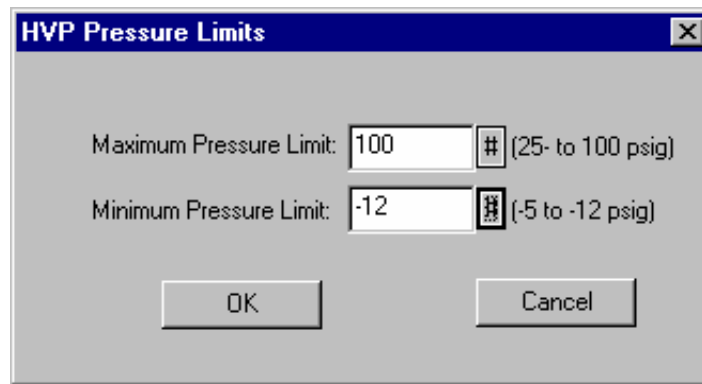 HVP Pressure Limits
Maximum Pressure Limit: 100 # (25- to 100 psig)
Minimum Pressure Limit: -12 # (-5 to -12 psig)
OK Cancel